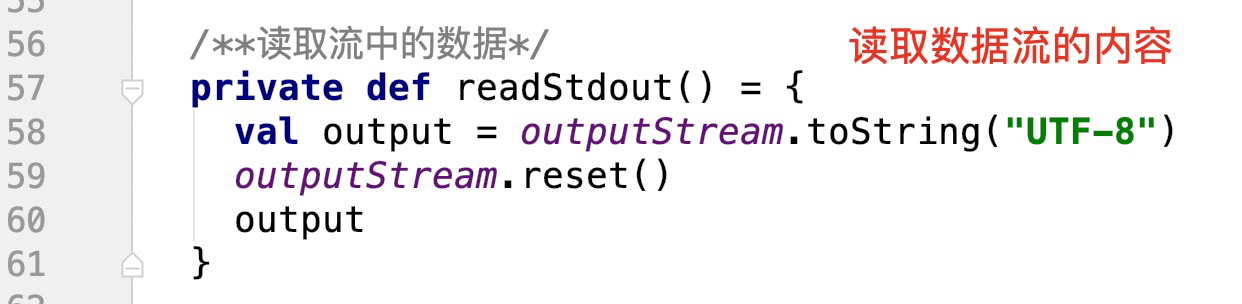 55
56 /**读取流中的数据*/ 读取数据流的内容
57 private def readStdout() = {
58 val output = outputStream.toString("UTF-8")
59 outputStream.reset()
60 output
61 }
62